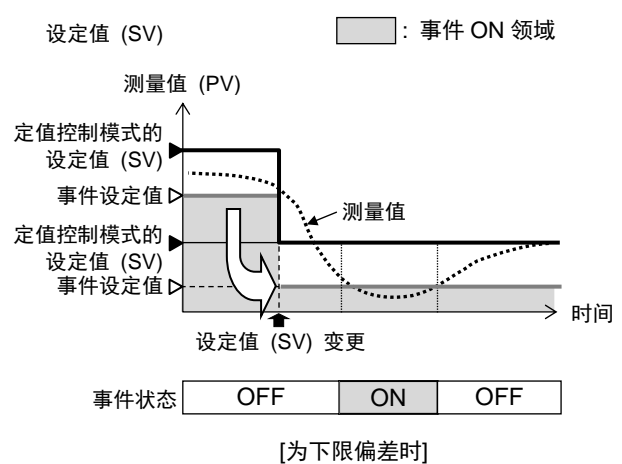 设定值 (SV)
: 事件 ON 领域
测量值 (PV)
定值控制模式的
设定值 (SV)
事件设定值
测量值
定值控制模式的
设定值 (SV)
事件设定值
时间
设定值 (SV) 变更
事件状态 OFF ON OFF
[为下限偏差时]